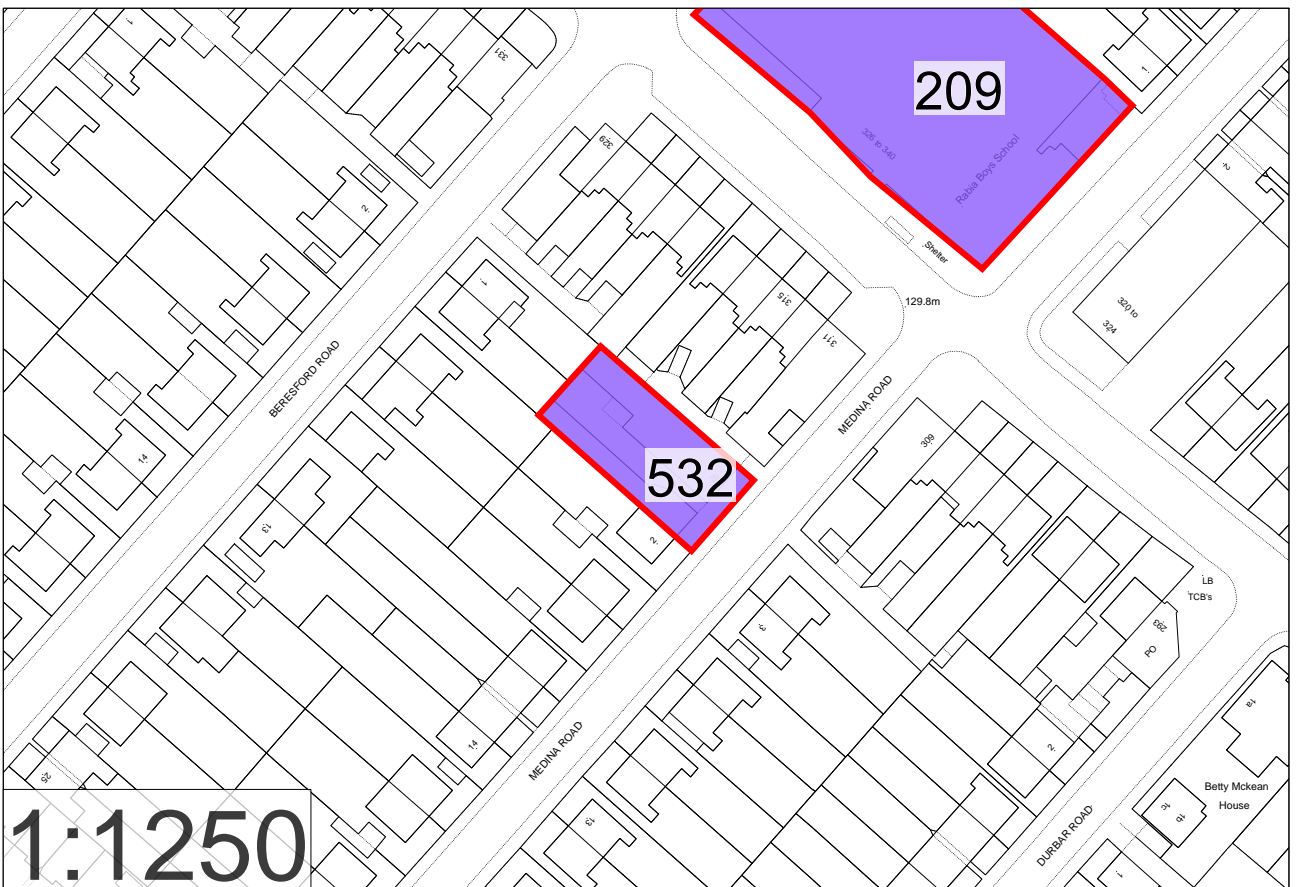 1
331
209
1
2
329
326 to 340
Rabia Boys School
2
Shelter
129.8m
315
311
320 to
324
1
BERESFORD ROAD
MEDINA ROAD
309
14
532
2
13
LB
TCB's
3
293
PO
1a
2
14
MEDINA ROAD
25
Betty Mckean
House
1c
1b
13
DURBAR ROAD
1
1:1250